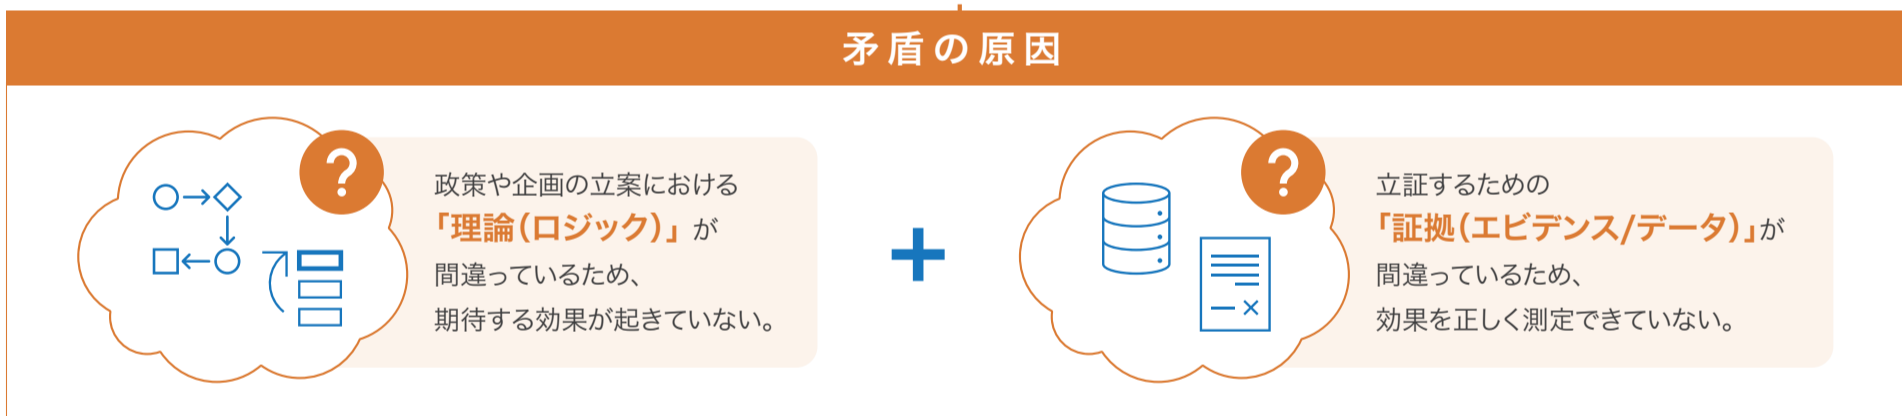 矛盾の原因
?
政策や企画の立案における
「理論(ロジック)」が
間違っているため、
期待する効果が起きていない。
+
?
立証するための
「証拠(エビデンス/データ)」が
間違っているため、
効果を正しく測定できていない。